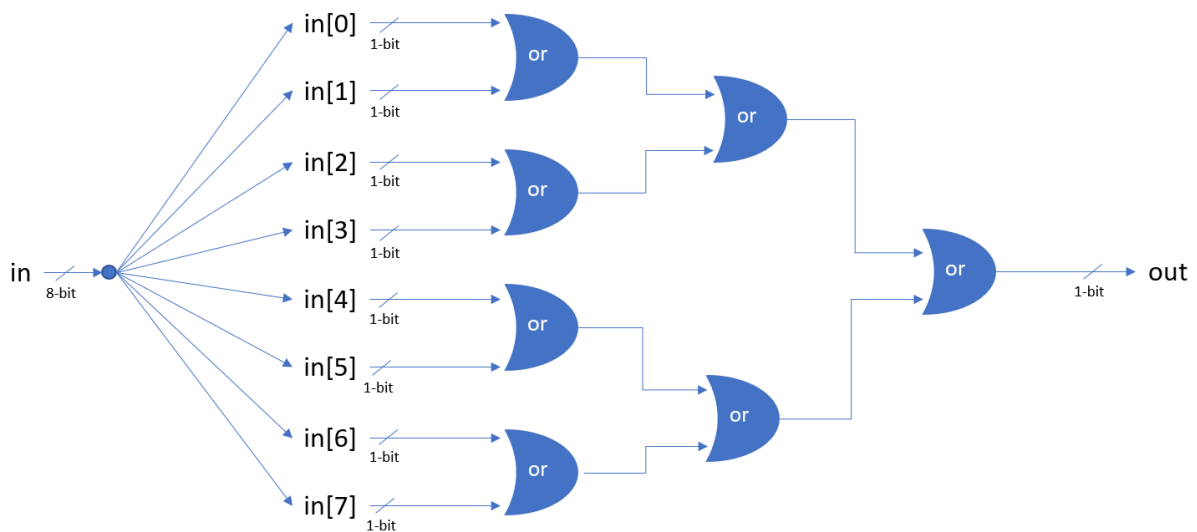 in[0]
1-bit
or
in[1]
1-bit
or
in[2]
1-bit
or
in[3]
1-bit
in
8-bit
or
1-bit
out
in[4]
1-bit
or
in[5]
1-bit
or
in[6]
1-bit
or
in[7]
1-bit